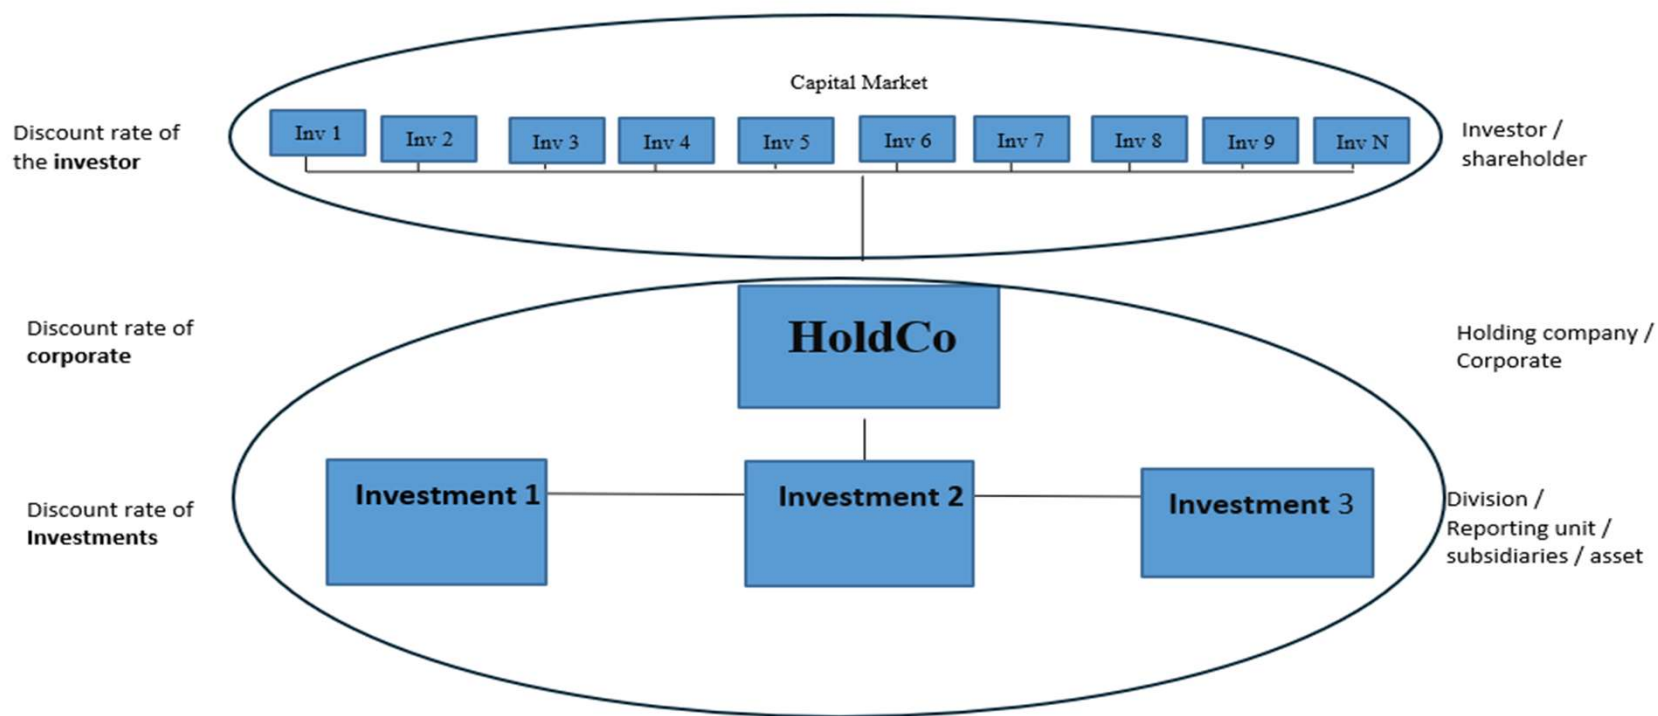 Capital Market
Discount rate of
the investor
Inv 1
Inv 2
Inv 3
Inv 4
Inv 5
Inv 6
Inv 7
Inv 8
Inv 9
Inv N
Investor /
shareholder
Discount rate of
corporate
HoldCo
Holding company /
Corporate
Discount rate of
Investments
Investment 1
Investment 2
Investment 3
Division /
Reporting unit /
subsidiaries / asset